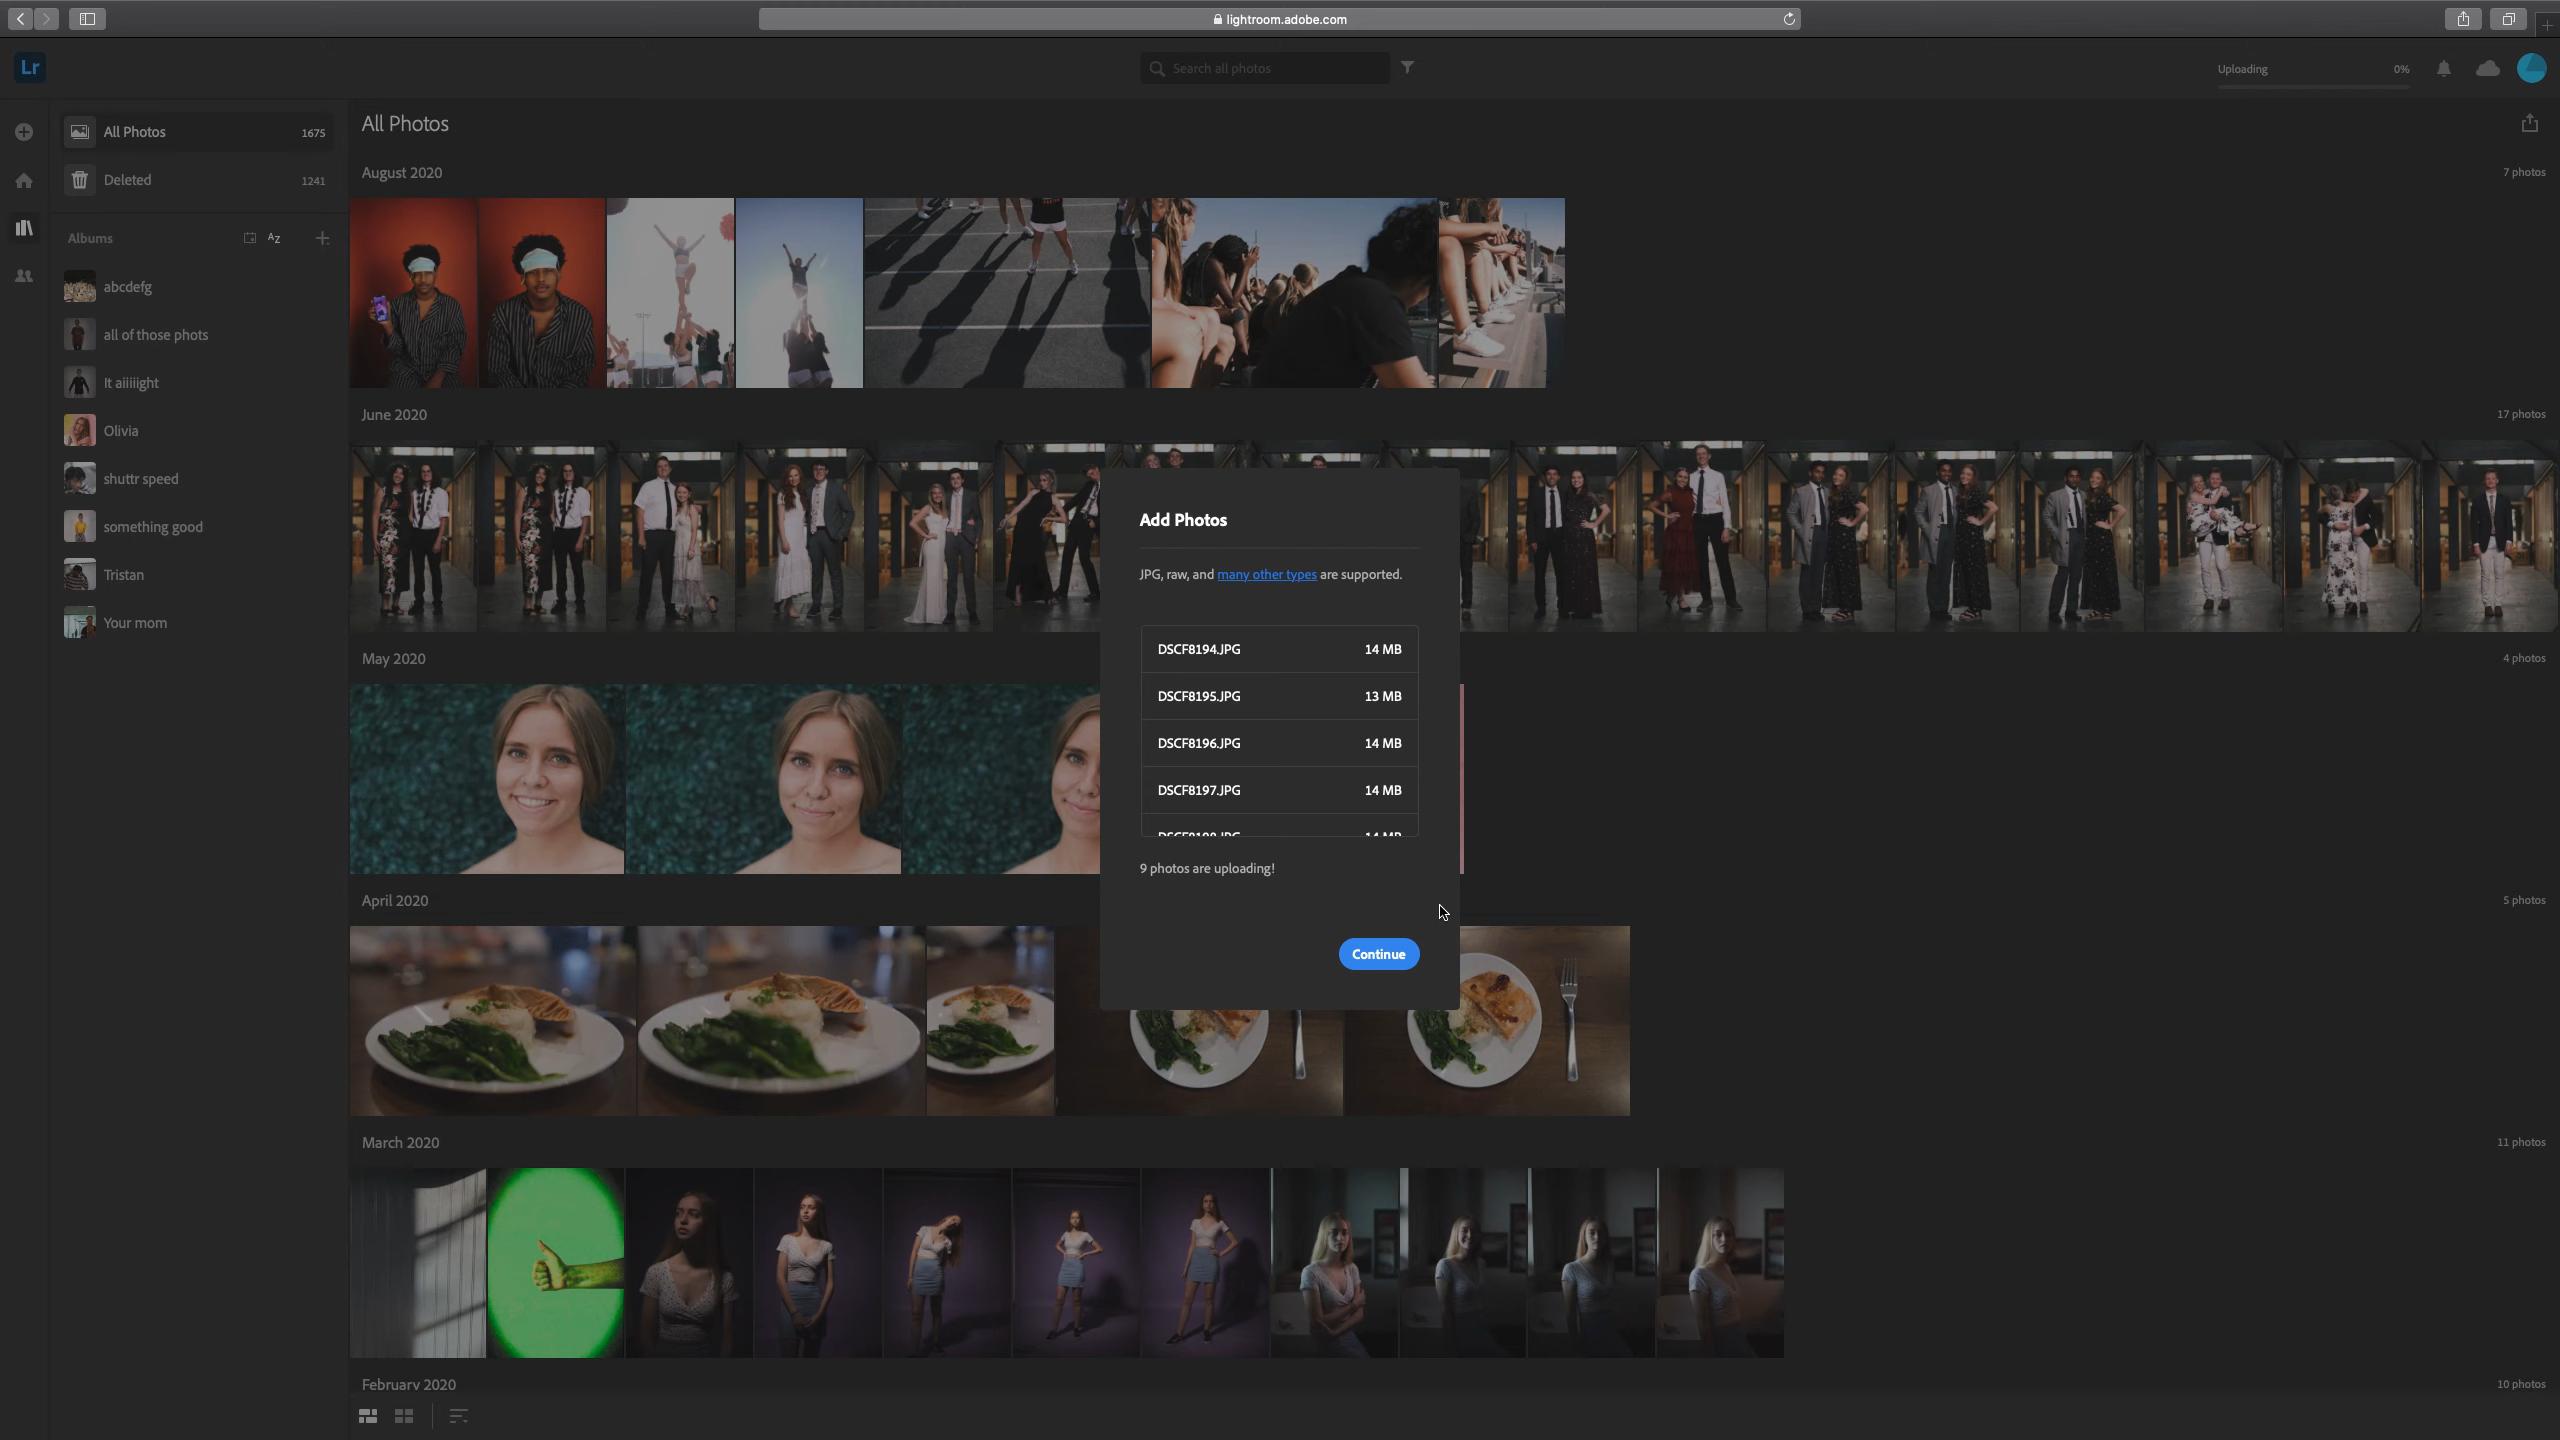 lightroom.adobe.com
Lr
Search all photos
Uploading 0%
All Photos 1675
Deleted 1241
Albums AZ
abcdefg
all of those phots
It aiiiiight
Olivia
shuttr speed
something good
Tristan
Your mom
All Photos
August 2020 7 photos
June 2020 17 photos
May 2020 4 photos
April 2020 5 photos
March 2020 11 photos
February 2020 10 photos
Add Photos
JPG, raw, and many other types are supported.
DSCF8194.JPG 14 MB
DSCF8195.JPG 13 MB
DSCF8196.JPG 14 MB
DSCF8197.JPG 14 MB
DSCF8198.JPG 14 MB
9 photos are uploading!
Continue